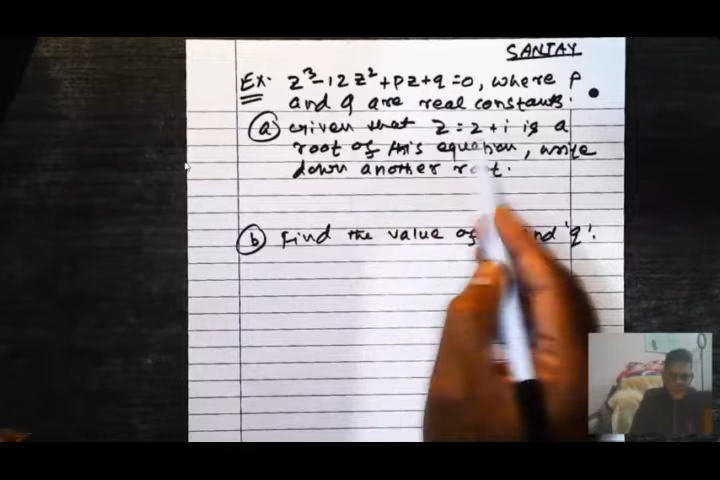 SANJAY
Ex. z³-12z²+pz+q=0, where p
and q are real constants.
(a) Given that z=2+i is a
root of this equation, write
down another root.
(b) Find the value of and 'q'.